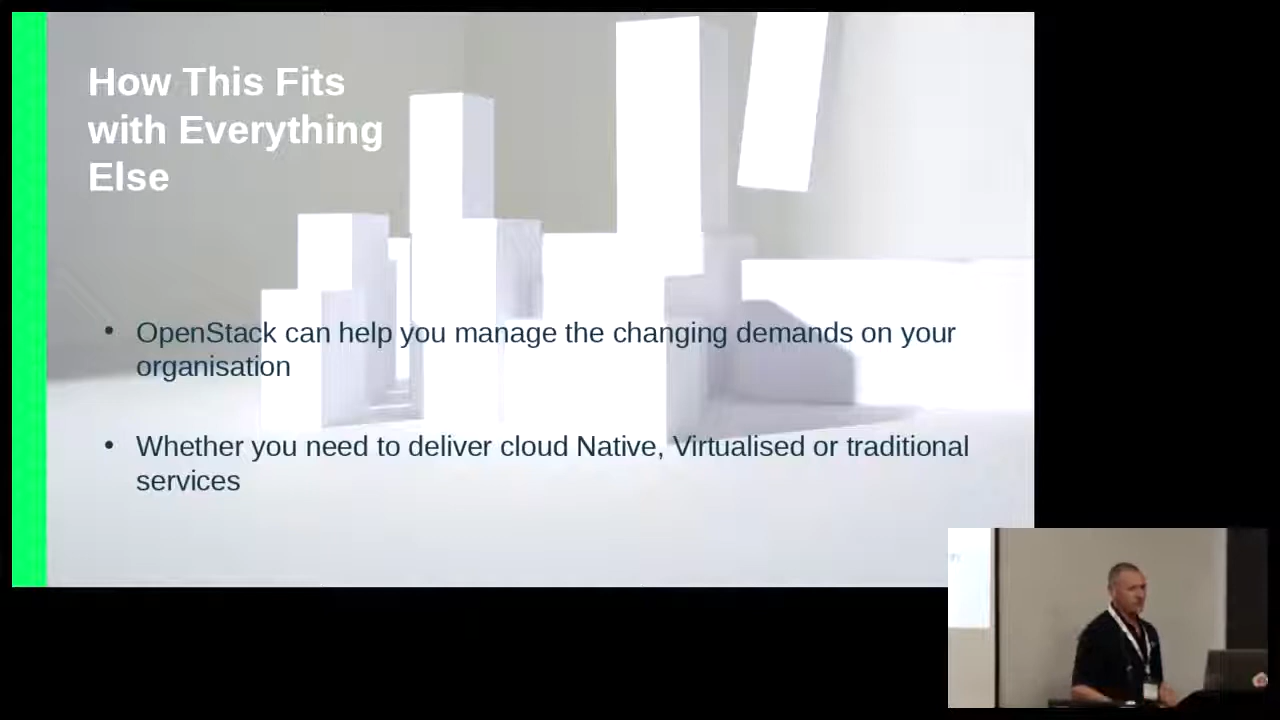 How This Fits
with Everything
Else
• OpenStack can help you manage the changing demands on your
organisation
• Whether you need to deliver cloud Native, Virtualised or traditional
services